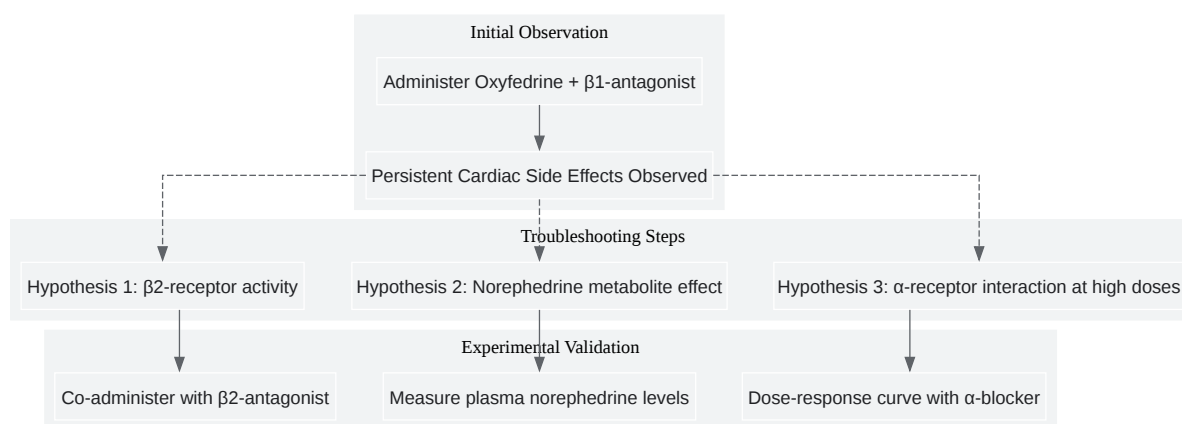 Initial Observation
Administer Oxyfedrine + β1-antagonist
Persistent Cardiac Side Effects Observed
Troubleshooting Steps
Hypothesis 1: β2-receptor activity
Hypothesis 2: Norephedrine metabolite effect
Hypothesis 3: α-receptor interaction at high doses
Experimental Validation
Co-administer with β2-antagonist
Measure plasma norephedrine levels
Dose-response curve with α-blocker